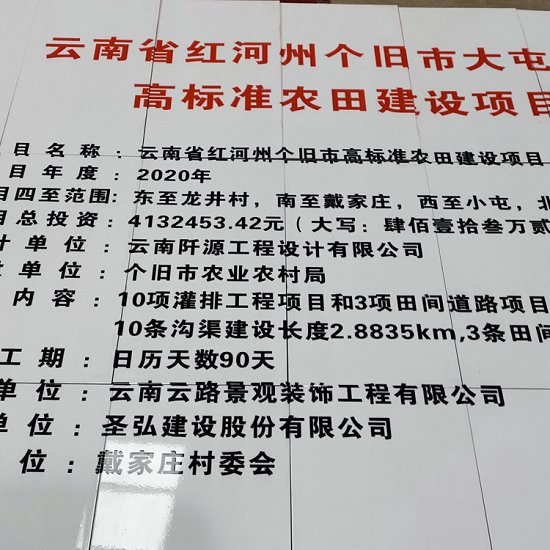 云南省红河州个旧市大屯
高标准农田建设项目
目名称：云南省红河州个旧市高标准农田建设项目
目年度：2020年
目四至范围：东至龙井村，南至戴家庄，西至小屯，北
总投资：4132453.42元（大写：肆佰壹拾叁万贰
计单位：云南阡源工程设计有限公司
单位：个旧市农业农村局
内容：10项灌排工程项目和3项田间道路项目
10条沟渠建设长度2.8835km,3条田间
工期：日历天数90天
单位：云南云路景观装饰工程有限公司
单位：圣弘建设股份有限公司
位：戴家庄村委会